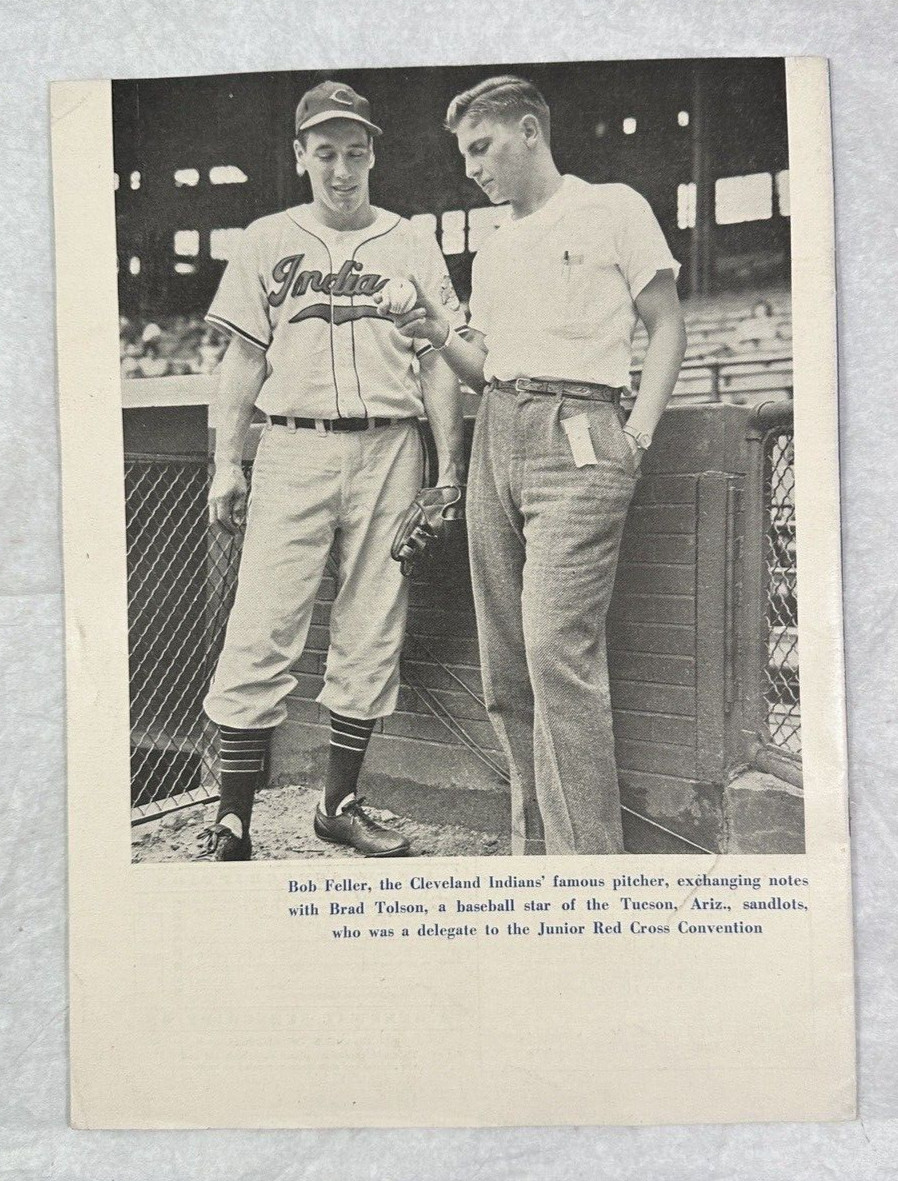 C
India
Bob Feller, the Cleveland Indians' famous pitcher, exchanging notes
with Brad Tolson, a baseball star of the Tucson, Ariz., sandlots,
who was a delegate to the Junior Red Cross Convention